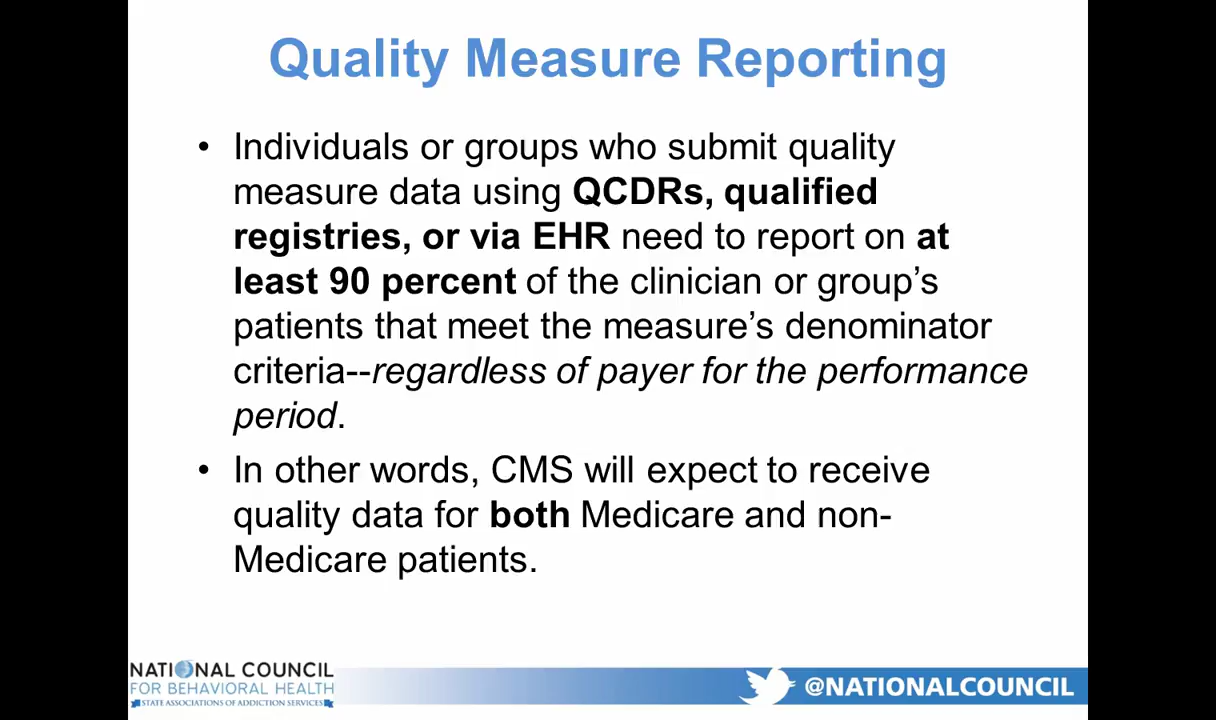 Quality Measure Reporting
• Individuals or groups who submit quality
measure data using QCDRs, qualified
registries, or via EHR need to report on at
least 90 percent of the clinician or group’s
patients that meet the measure’s denominator
criteria--regardless of payer for the performance
period.
• In other words, CMS will expect to receive
quality data for both Medicare and non-
Medicare patients.
NATIONAL COUNCIL
FOR BEHAVIORAL HEALTH
STATE ASSOCIATIONS OF ADDICTION SERVICES
@NATIONALCOUNCIL